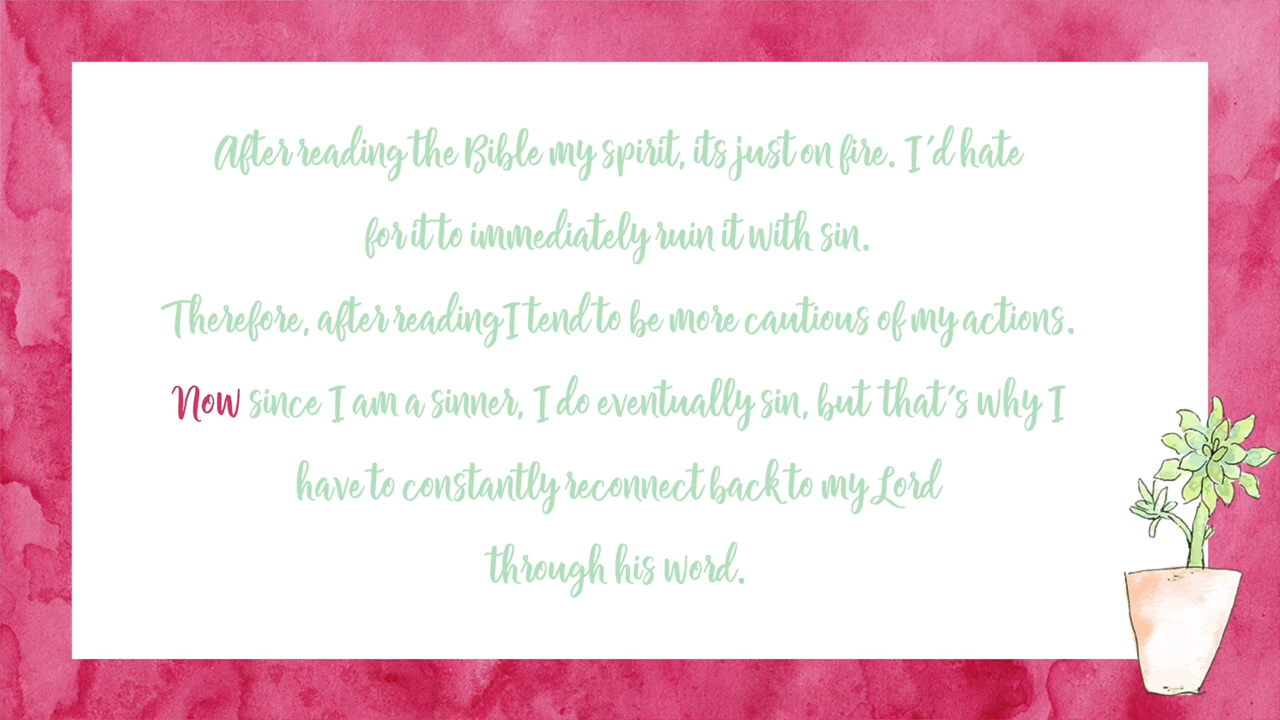 After reading the Bible my spirit, its just on fire. I'd hate
for it to immediately ruin it with sin.
Therefore, after reading I tend to be more cautious of my actions.
Now since I am a sinner, I do eventually sin, but that's why I
have to constantly reconnect back to my Lord
through his word.